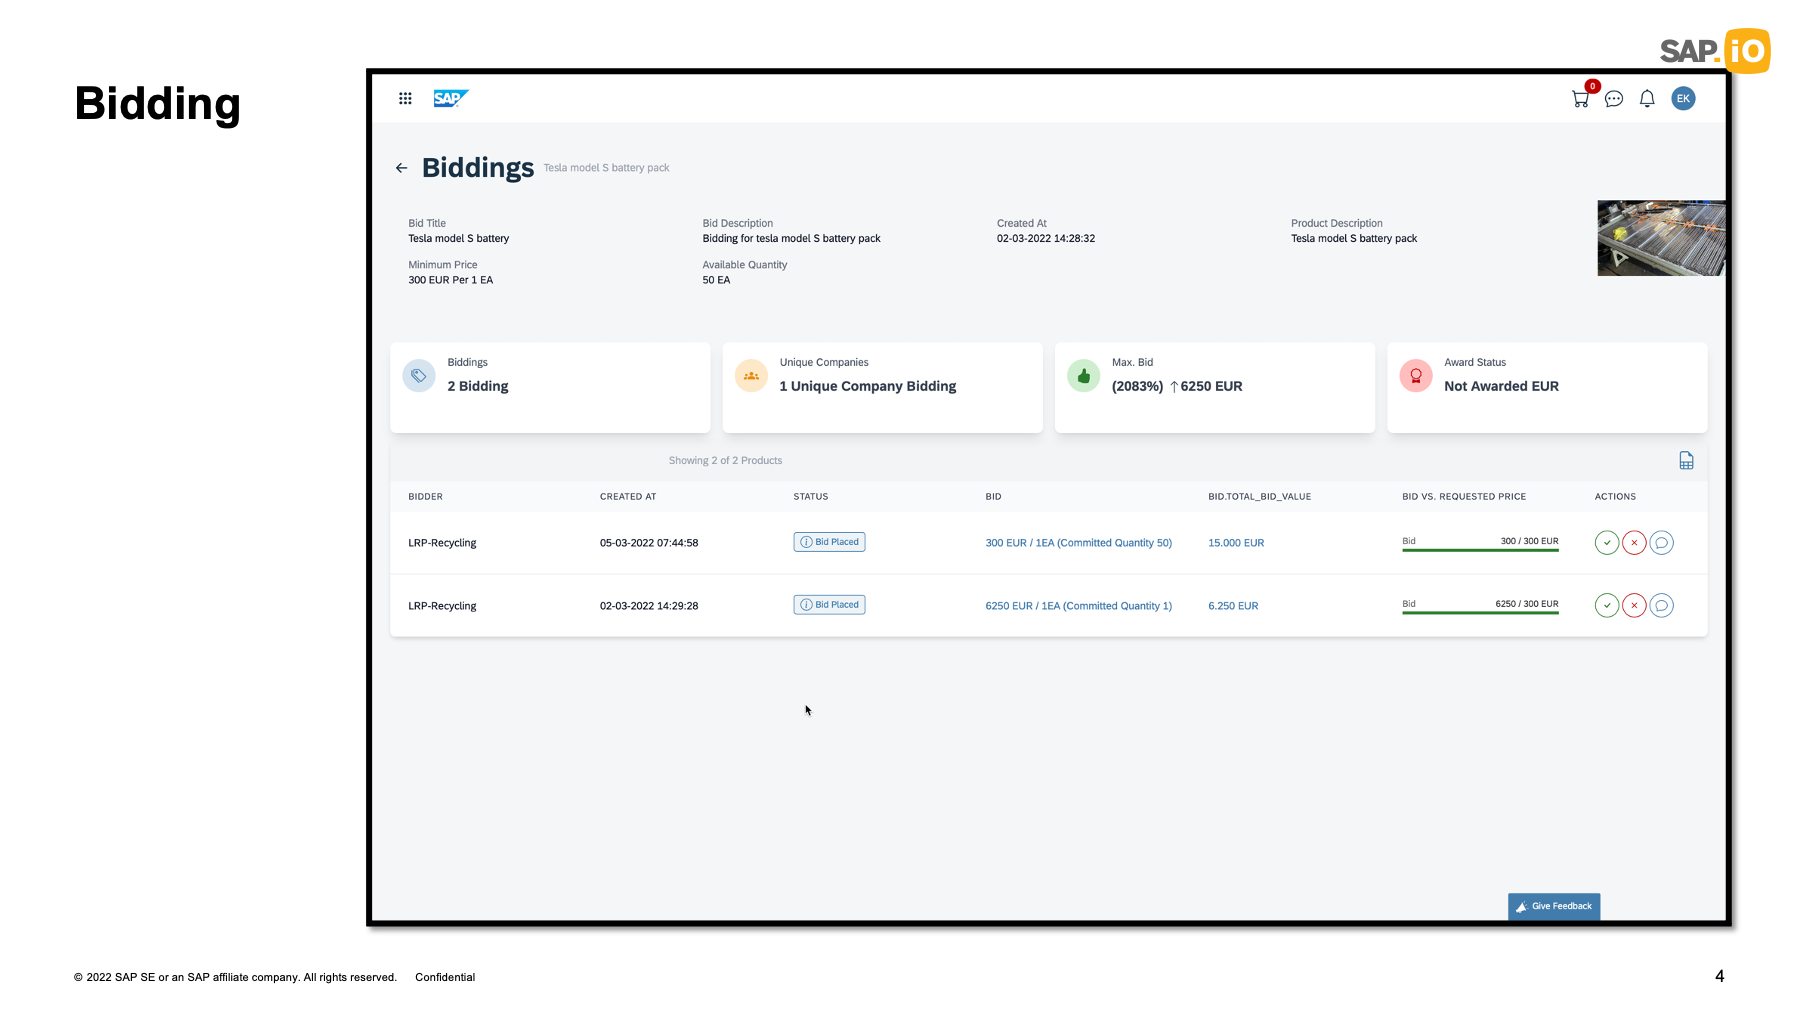 SAP.iO
Bidding
SAP
0
EK
Biddings Tesla model S battery pack
Bid Title
Tesla model S battery
Bid Description
Bidding for tesla model S battery pack
Created At
02-03-2022 14:28:32
Product Description
Tesla model S battery pack
Minimum Price
300 EUR Per 1 EA
Available Quantity
50 EA
Biddings
2 Bidding
Unique Companies
1 Unique Company Bidding
Max. Bid
(2083%) ↑6250 EUR
Award Status
Not Awarded EUR
Showing 2 of 2 Products
BIDDER CREATED AT STATUS BID BID.TOTAL_BID_VALUE BID VS. REQUESTED PRICE ACTIONS
LRP-Recycling 05-03-2022 07:44:58 Bid Placed 300 EUR / 1EA (Committed Quantity 50) 15.000 EUR Bid 300 / 300 EUR
LRP-Recycling 02-03-2022 14:29:28 Bid Placed 6250 EUR / 1EA (Committed Quantity 1) 6.250 EUR Bid 6250 / 300 EUR
Give Feedback
© 2022 SAP SE or an SAP affiliate company. All rights reserved. Confidential
4